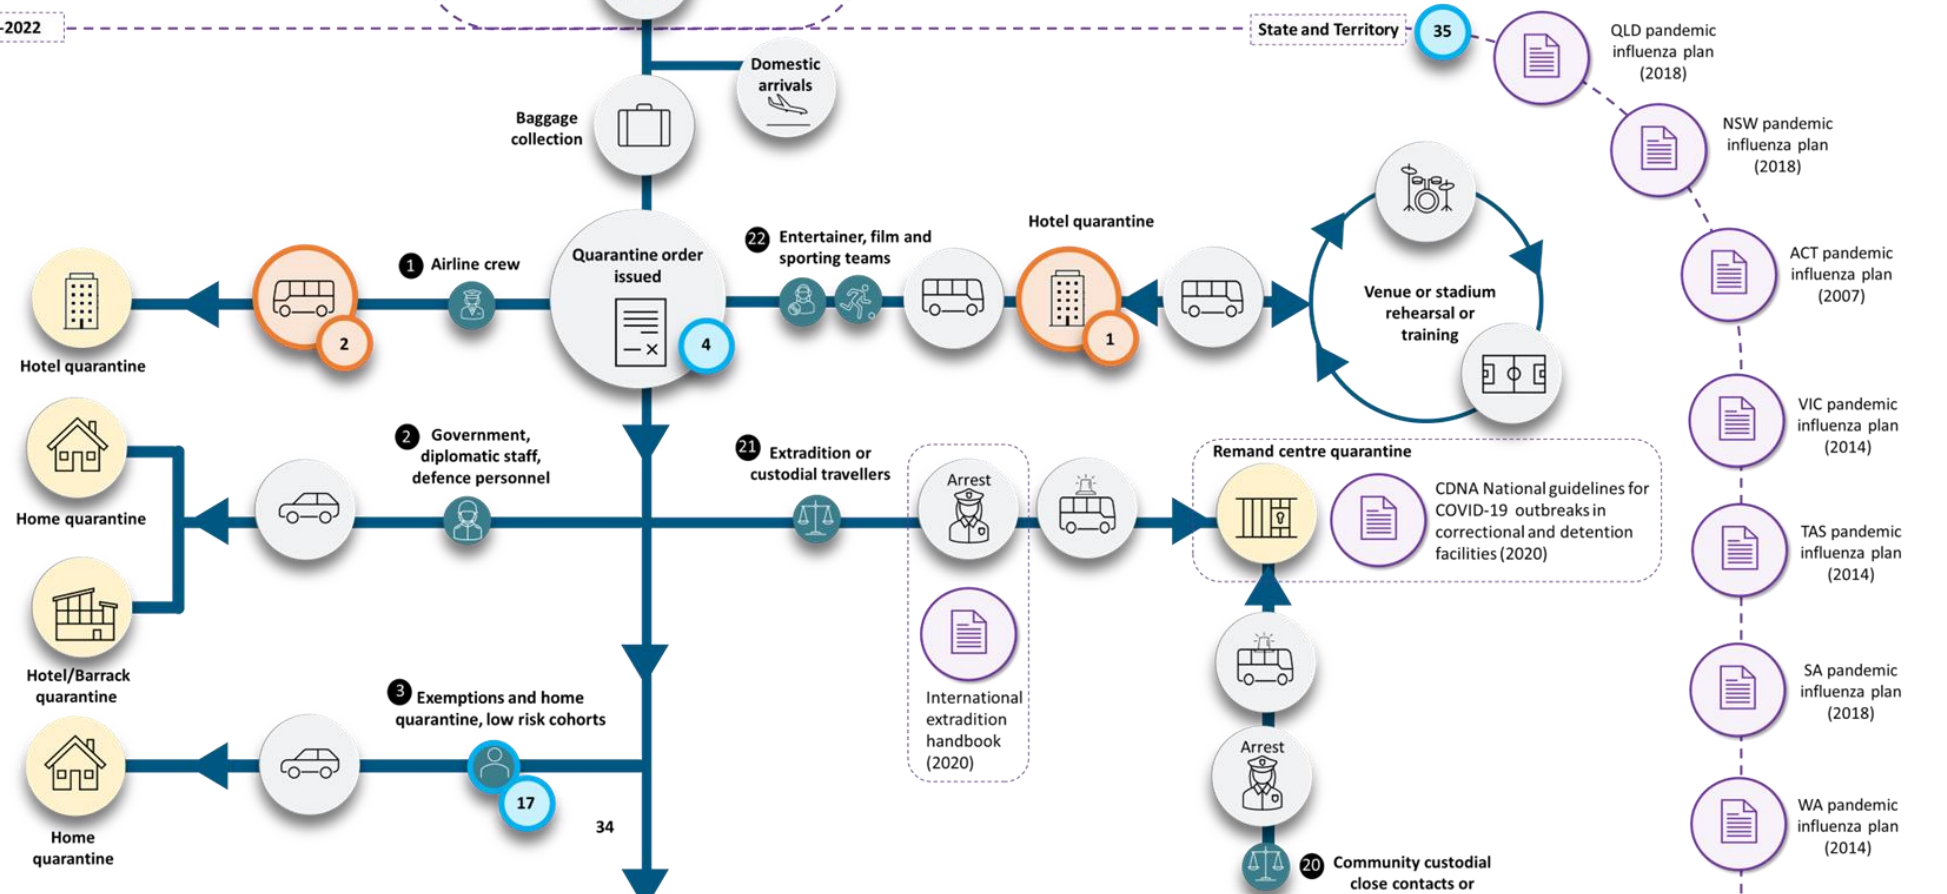 -2022
State and Territory
35
QLD pandemic
influenza plan
(2018)
Domestic
arrivals
Baggage
collection
NSW pandemic
influenza plan
(2018)
Hotel quarantine
22
Entertainer, film and
sporting teams
Quarantine order
issued
4
1
Airline crew
2
Hotel quarantine
1
Venue or stadium
rehearsal or
training
ACT pandemic
influenza plan
(2007)
2
Government,
diplomatic staff,
defence personnel
Home quarantine
Hotel/Barrack
quarantine
21
Extradition or
custodial travellers
Arrest
International
extradition
handbook
(2020)
Remand centre quarantine
CDNA National guidelines for
COVID-19 outbreaks in
correctional and detention
facilities (2020)
VIC pandemic
influenza plan
(2014)
TAS pandemic
influenza plan
(2014)
SA pandemic
influenza plan
(2018)
3
Exemptions and home
quarantine, low risk cohorts
17
34
Home
quarantine
Arrest
20
Community custodial
close contacts or
WA pandemic
influenza plan
(2014)